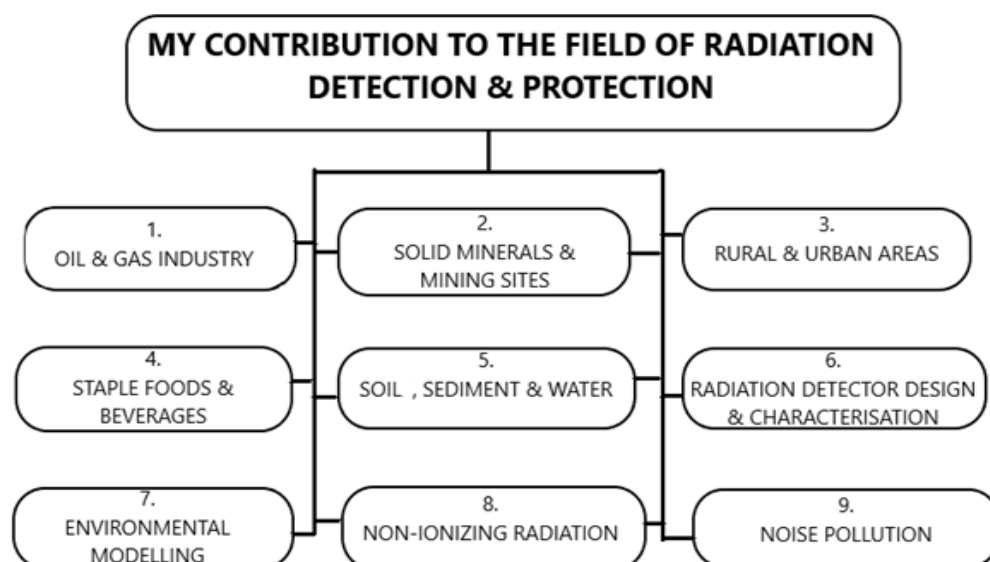 MY CONTRIBUTION TO THE FIELD OF RADIATION
DETECTION & PROTECTION
1.
OIL & GAS INDUSTRY
2.
SOLID MINERALS &
MINING SITES
3.
RURAL & URBAN AREAS
4.
STAPLE FOODS &
BEVERAGES
5.
SOIL , SEDIMENT & WATER
6.
RADIATION DETECTOR DESIGN
& CHARACTERISATION
7.
ENVIRONMENTAL
MODELLING
8.
NON-IONIZING RADIATION
9.
NOISE POLLUTION